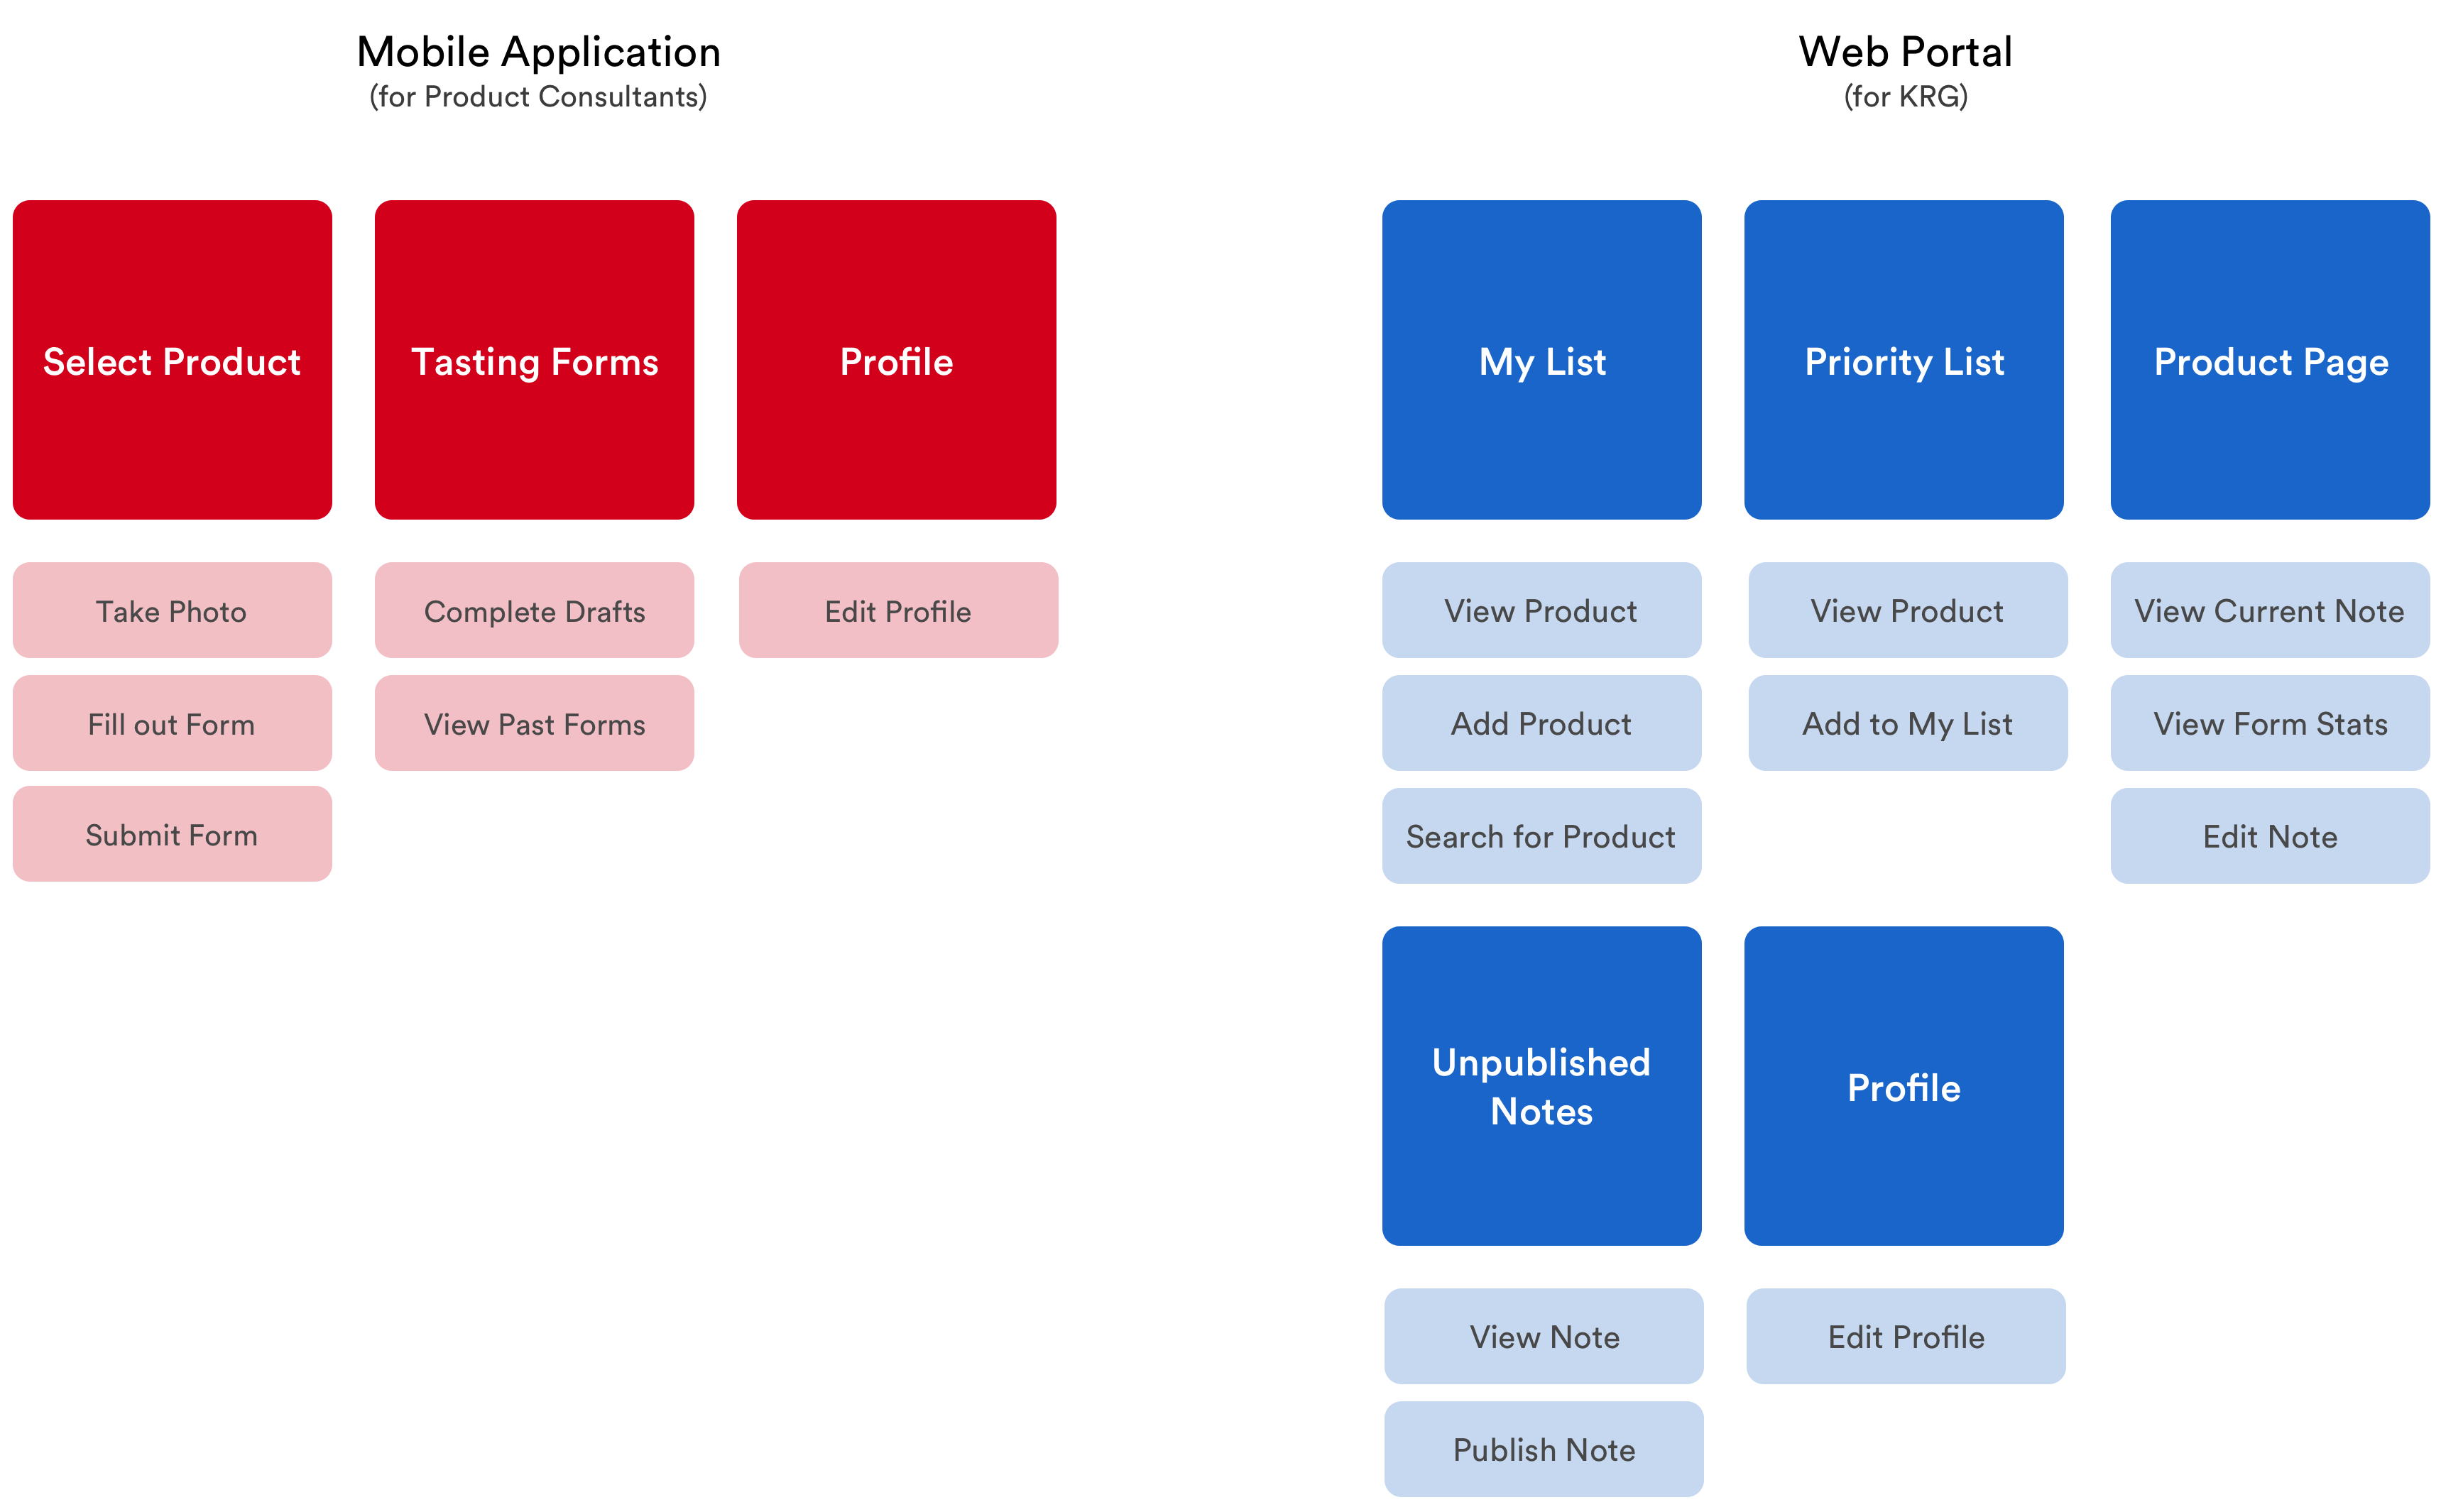 Mobile Application
(for Product Consultants)
Select Product
Tasting Forms
Profile
Take Photo
Complete Drafts
Edit Profile
Fill out Form
View Past Forms
Submit Form
Web Portal
(for KRG)
My List
Priority List
Product Page
View Product
View Product
View Current Note
Add Product
Add to My List
View Form Stats
Search for Product
Edit Note
Unpublished
Notes
Profile
View Note
Edit Profile
Publish Note